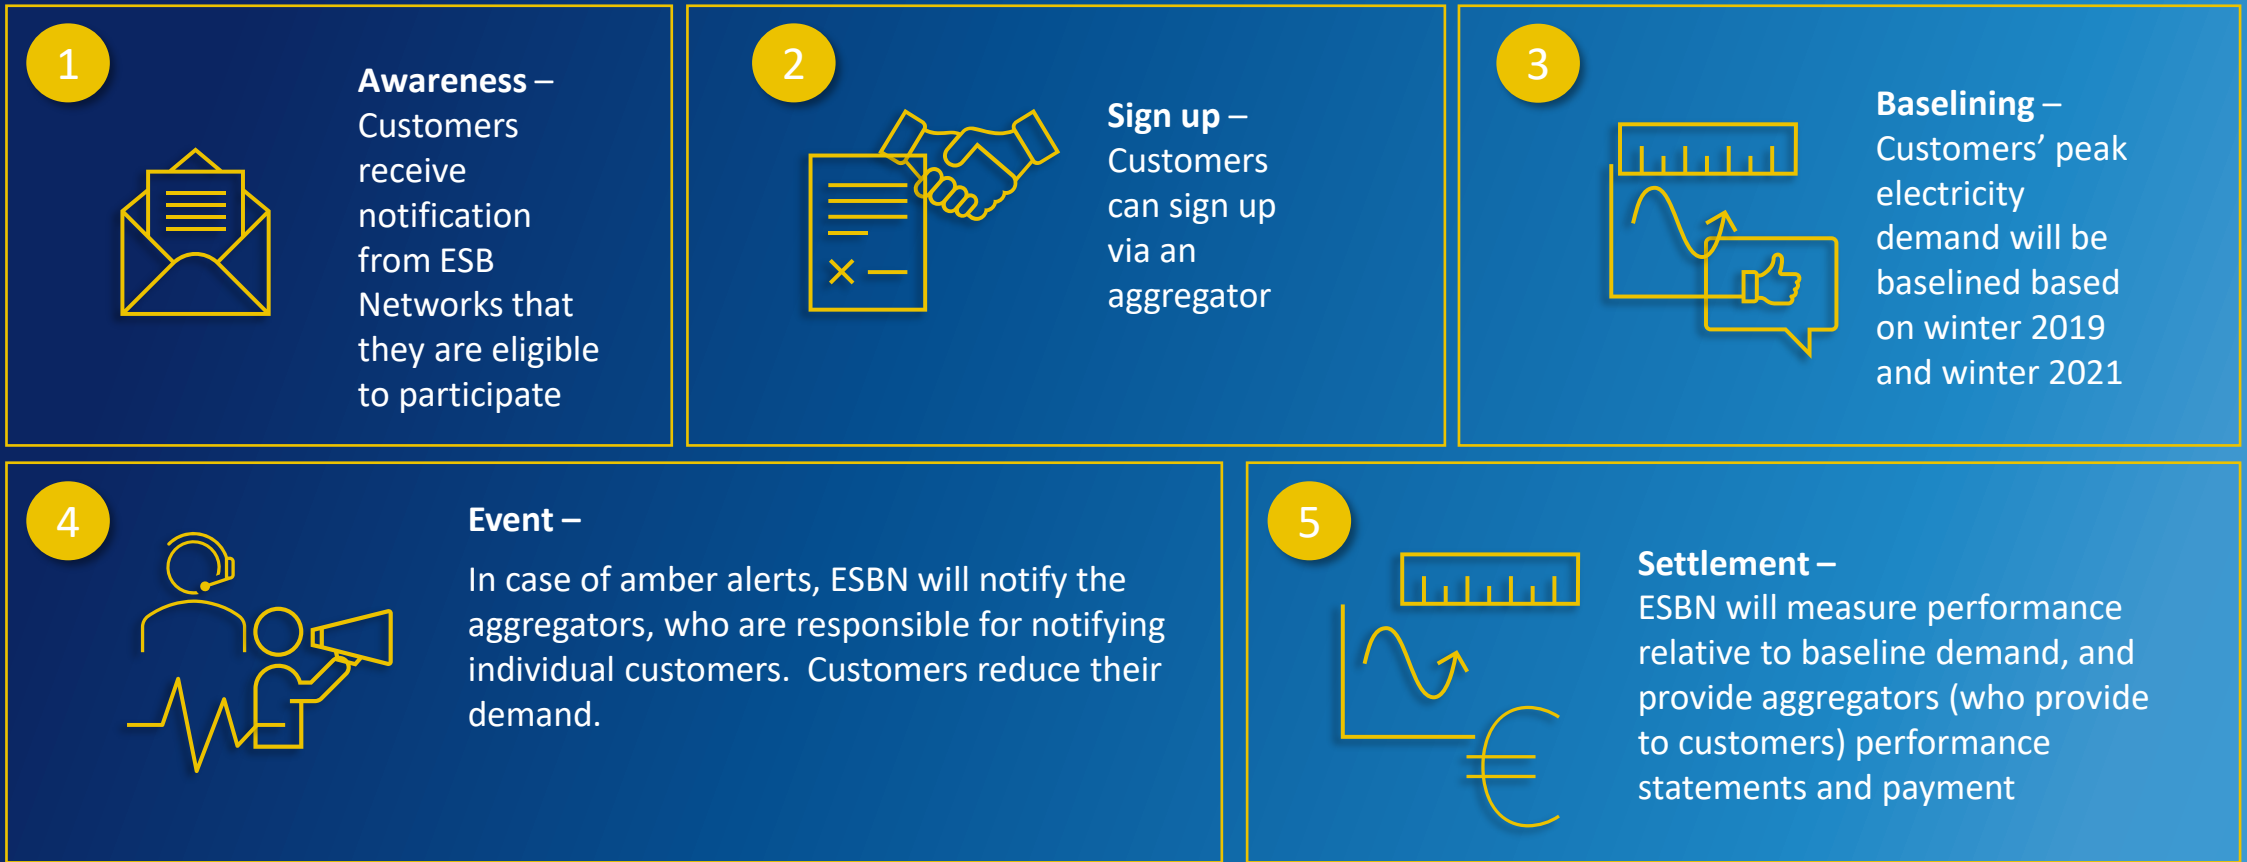 1
Awareness –
Customers
receive
notification
from ESB
Networks that
they are eligible
to participate
2
Sign up –
Customers
can sign up
via an
aggregator
3
Baselining –
Customers’ peak
electricity
demand will be
baselined based
on winter 2019
and winter 2021
4
Event –
In case of amber alerts, ESBN will notify the
aggregators, who are responsible for notifying
individual customers.  Customers reduce their
demand.
5
Settlement –
ESBN will measure performance
relative to baseline demand, and
provide aggregators (who provide
to customers) performance
statements and payment